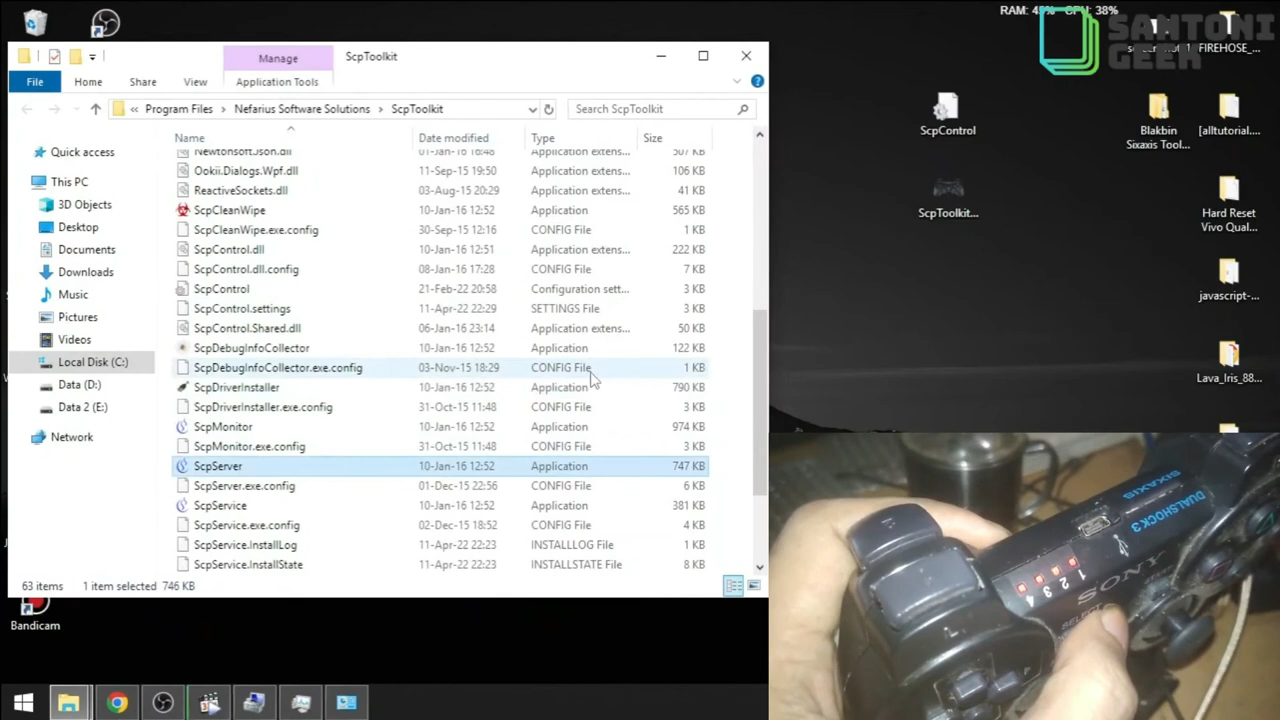 RAM: 45% CPU: 38%
SANTONI
GEEK
Manage
ScpToolkit
File
Home
Share
View
Application Tools
« Program Files > Nefarius Software Solutions > ScpToolkit
Search ScpToolkit
Name
Date modified
Type
Size
Newtonsoft.Json.dll 01-Jan-16 16:48 Application extens... 507 KB
Ookii.Dialogs.Wpf.dll 11-Sep-15 19:50 Application extens... 106 KB
ReactiveSockets.dll 03-Aug-15 20:29 Application extens... 41 KB
ScpCleanWipe 10-Jan-16 12:52 Application 565 KB
ScpCleanWipe.exe.config 30-Sep-15 12:16 CONFIG File 1 KB
ScpControl.dll 10-Jan-16 12:51 Application extens... 222 KB
ScpControl.dll.config 08-Jan-16 17:28 CONFIG File 7 KB
ScpControl 21-Feb-22 20:58 Configuration sett... 3 KB
ScpControl.settings 11-Apr-22 22:29 SETTINGS File 3 KB
ScpControl.Shared.dll 06-Jan-16 23:14 Application extens... 50 KB
ScpDebugInfoCollector 10-Jan-16 12:52 Application 122 KB
ScpDebugInfoCollector.exe.config 03-Nov-15 18:29 CONFIG File 1 KB
ScpDriverInstaller 10-Jan-16 12:52 Application 790 KB
ScpDriverInstaller.exe.config 31-Oct-15 11:48 CONFIG File 3 KB
ScpMonitor 10-Jan-16 12:52 Application 974 KB
ScpMonitor.exe.config 31-Oct-15 11:48 CONFIG File 3 KB
ScpServer 10-Jan-16 12:52 Application 747 KB
ScpServer.exe.config 01-Dec-15 22:56 CONFIG File 6 KB
ScpService 10-Jan-16 12:52 Application 381 KB
ScpService.exe.config 02-Dec-15 18:52 CONFIG File 4 KB
ScpService.InstallLog 11-Apr-22 22:23 INSTALLLOG File 1 KB
ScpService.InstallState 11-Apr-22 22:23 INSTALLSTATE File 8 KB
Quick access
This PC
3D Objects
Desktop
Documents
Downloads
Music
Pictures
Videos
Local Disk (C:)
Data (D:)
Data 2 (E:)
Network
63 items 1 item selected 746 KB
Bandicam
ScpControl
ScpToolkit...
FIREHOSE_...
Blakbin
Sixaxis Tool...
[alltutorial....
Hard Reset
Vivo Qual...
javascript-...
Lava_Iris_88...
SIXAXIS
DUALSHOCK 3
1
2
3
4
SONY
SELECT